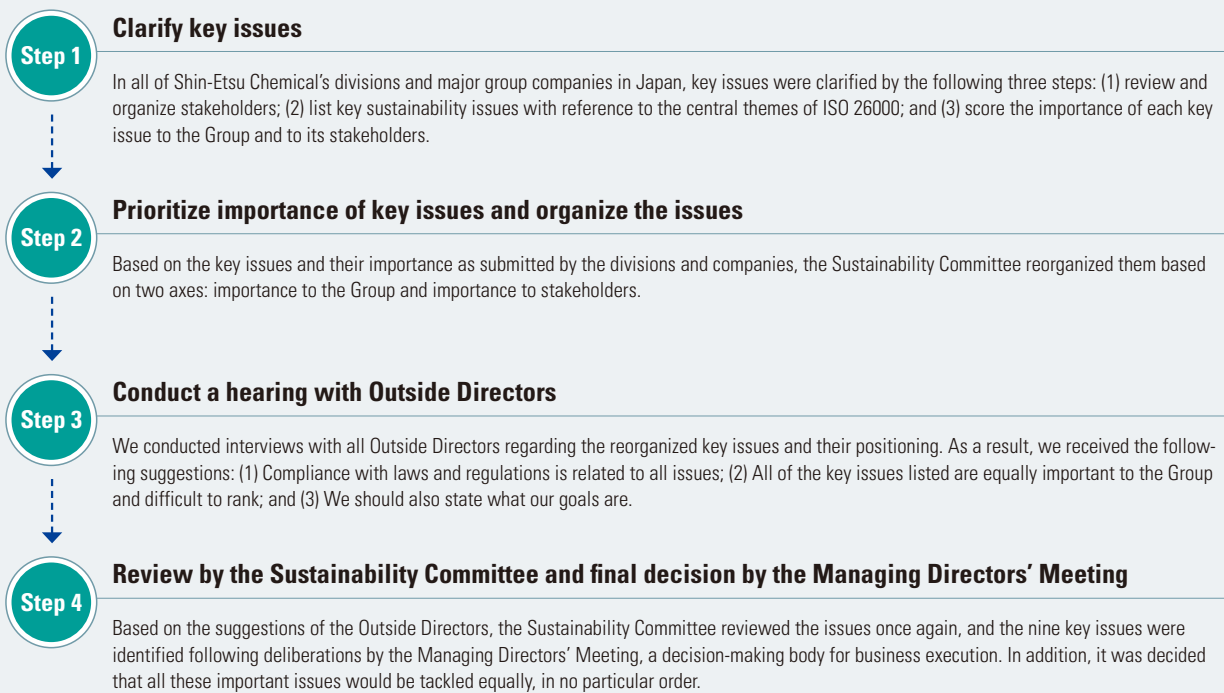 Step 1
Clarify key issues
In all of Shin-Etsu Chemical's divisions and major group companies in Japan, key issues were clarified by the following three steps: (1) review and
organize stakeholders; (2) list key sustainability issues with reference to the central themes of ISO 26000; and (3) score the importance of each key
issue to the Group and to its stakeholders.
Step 2
Prioritize importance of key issues and organize the issues
Based on the key issues and their importance as submitted by the divisions and companies, the Sustainability Committee reorganized them based
on two axes: importance to the Group and importance to stakeholders.
Step 3
Conduct a hearing with Outside Directors
We conducted interviews with all Outside Directors regarding the reorganized key issues and their positioning. As a result, we received the follow-
ing suggestions: (1) Compliance with laws and regulations is related to all issues; (2) All of the key issues listed are equally important to the Group
and difficult to rank; and (3) We should also state what our goals are.
Step 4
Review by the Sustainability Committee and final decision by the Managing Directors' Meeting
Based on the suggestions of the Outside Directors, the Sustainability Committee reviewed the issues once again, and the nine key issues were
identified following deliberations by the Managing Directors' Meeting, a decision-making body for business execution. In addition, it was decided
that all these important issues would be tackled equally, in no particular order.